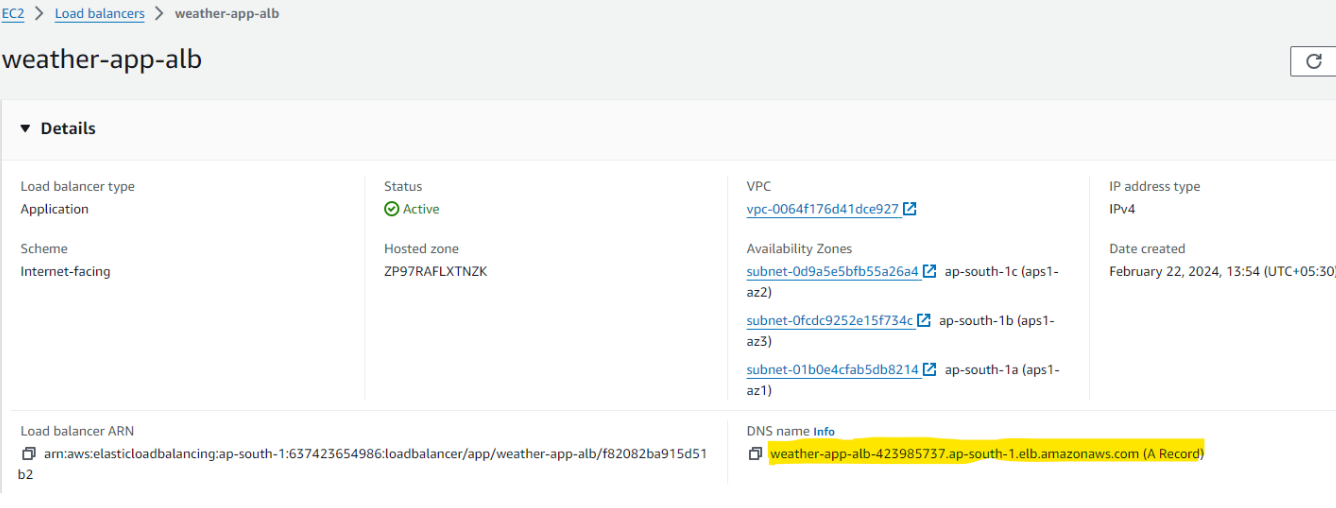 EC2 > Load balancers > weather-app-alb
weather-app-alb
Details
Load balancer type
Application
Status
Active
VPC
vpc-0064f176d41dce927
IP address type
IPv4
Scheme
Internet-facing
Hosted zone
ZP97RAFLXTNZK
Availability Zones
subnet-0d9a5e5bfb55a26a4 ap-south-1c (aps1-
az2)
subnet-0fcdc9252e15f734c ap-south-1b (aps1-
az3)
subnet-01b0e4cfab5db8214 ap-south-1a (aps1-
az1)
Date created
February 22, 2024, 13:54 (UTC+05:30)
Load balancer ARN
arn:aws:elasticloadbalancing:ap-south-1:637423654986:loadbalancer/app/weather-app-alb/f82082ba915d51
b2
DNS name Info
weather-app-alb-423985737.ap-south-1.elb.amazonaws.com (A Record)